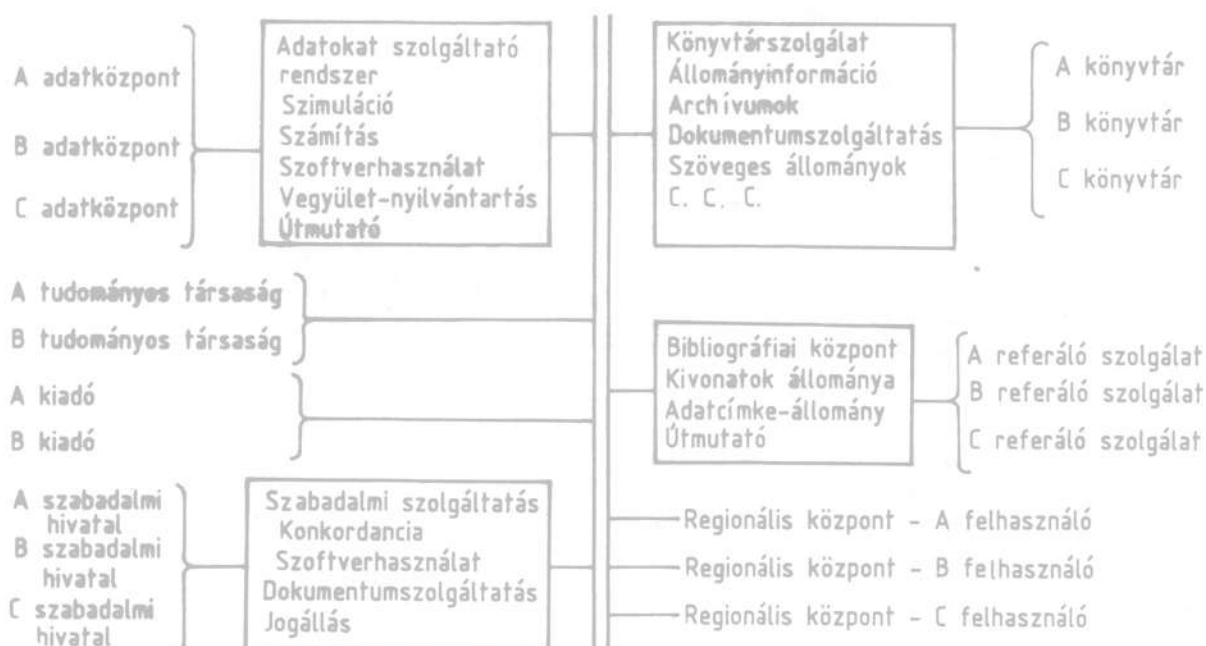 A adatközpont
B adatközpont
C adatközpont
Adatokat szolgáltató
rendszer
Szimuláció
Számítás
Szoftverhasználat
Vegyület-nyilvántartás
Útmutató
Könyvtárszolgálat
Állományinformáció
Archívumok
Dokumentumszolgáltatás
Szöveges állományok
C. C. C.
A könyvtár
B könyvtár
C könyvtár
A tudományos társaság
B tudományos társaság
A kiadó
B kiadó
Bibliográfiai központ
Kivonatok állománya
Adatcímke-állomány
Útmutató
A referáló szolgálat
B referáló szolgálat
C referáló szolgálat
A szabadalmi
hivatal
B szabadalmi
hivatal
C szabadalmi
hivatal
Szabadalmi szolgáltatás
Konkordancia
Szoftverhasználat
Dokumentumszolgáltatás
Jogállás
Regionális központ - A felhasználó
Regionális központ - B felhasználó
Regionális központ - C felhasználó